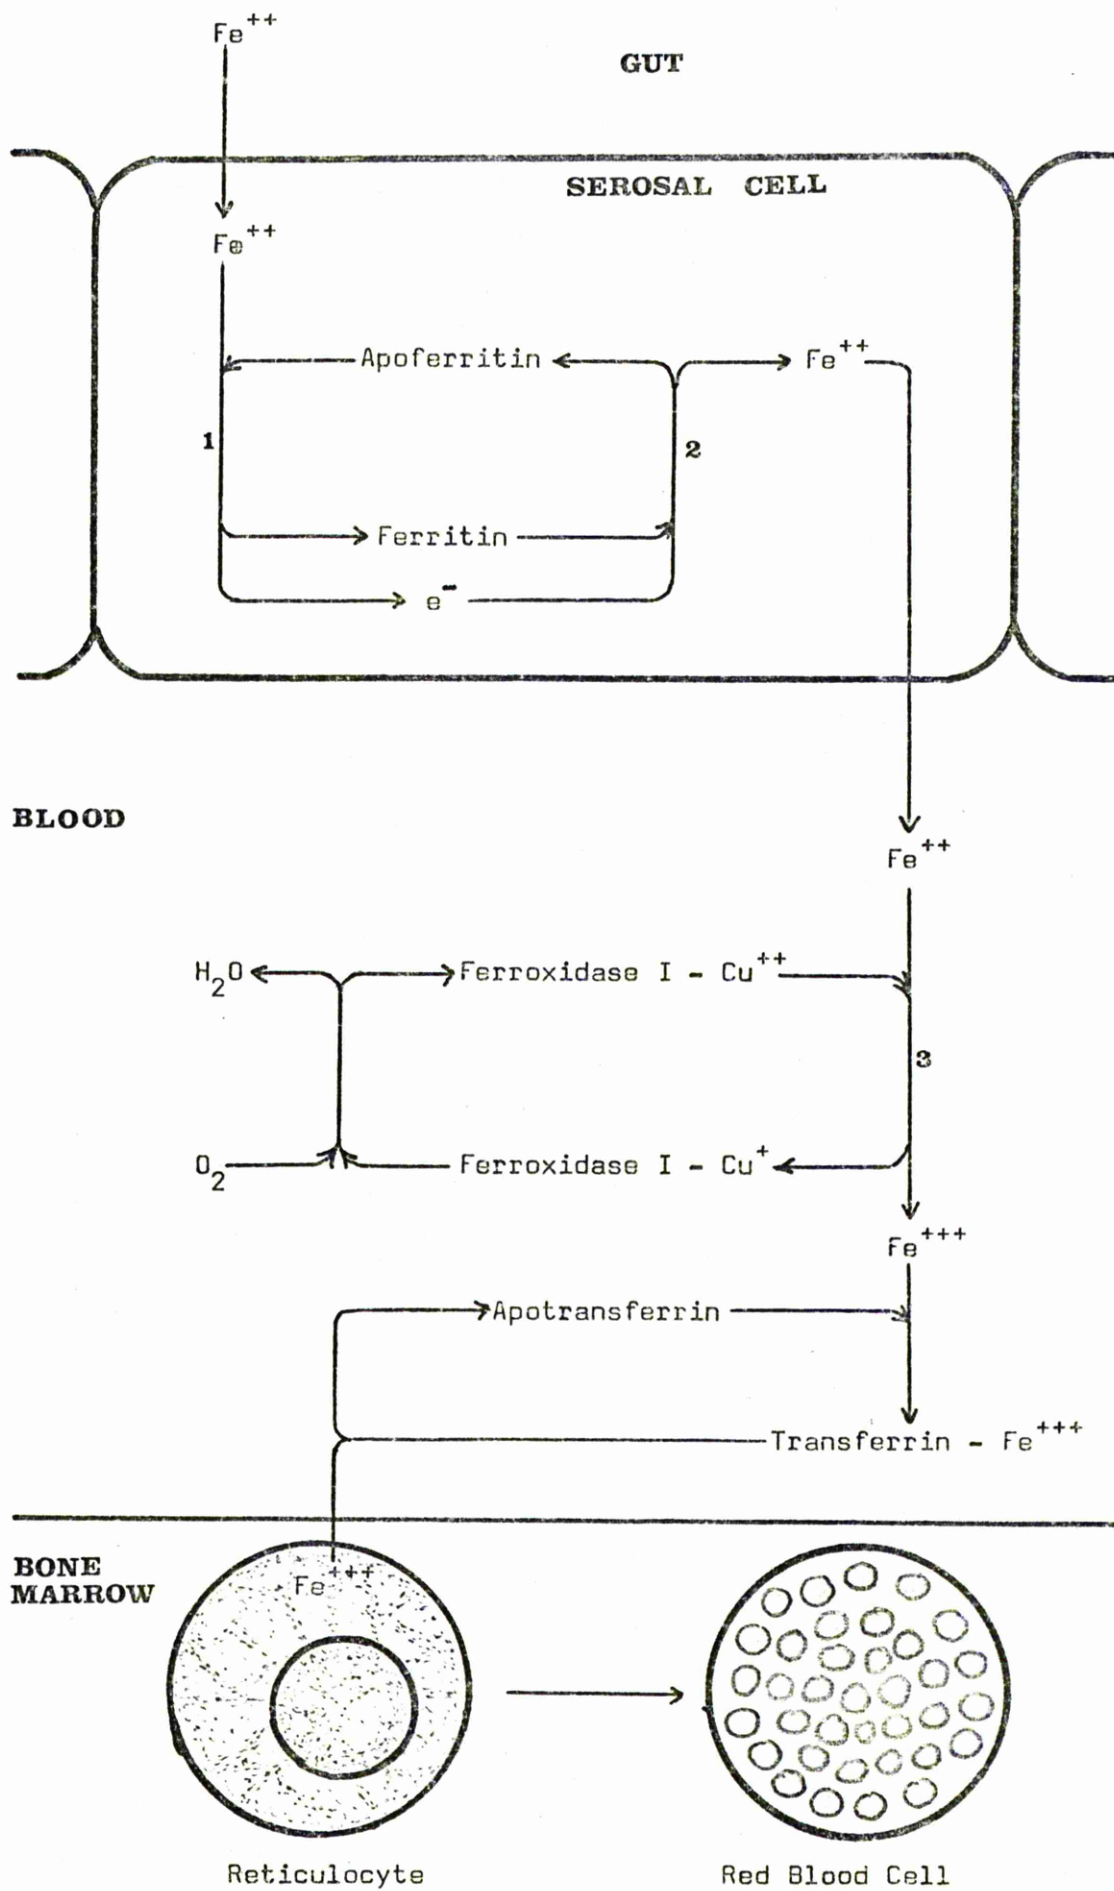 Fe++
GUT
SEROSAL CELL
Fe++
Apoferritin
Fe++
1
2
Ferritin
e-
BLOOD
Fe++
H2O
Ferroxidase I - Cu++
3
O2
Ferroxidase I - Cu+
Fe+++
Apotransferrin
Transferrin - Fe+++
BONE
MARROW
Fe+++
Reticulocyte
Red Blood Cell